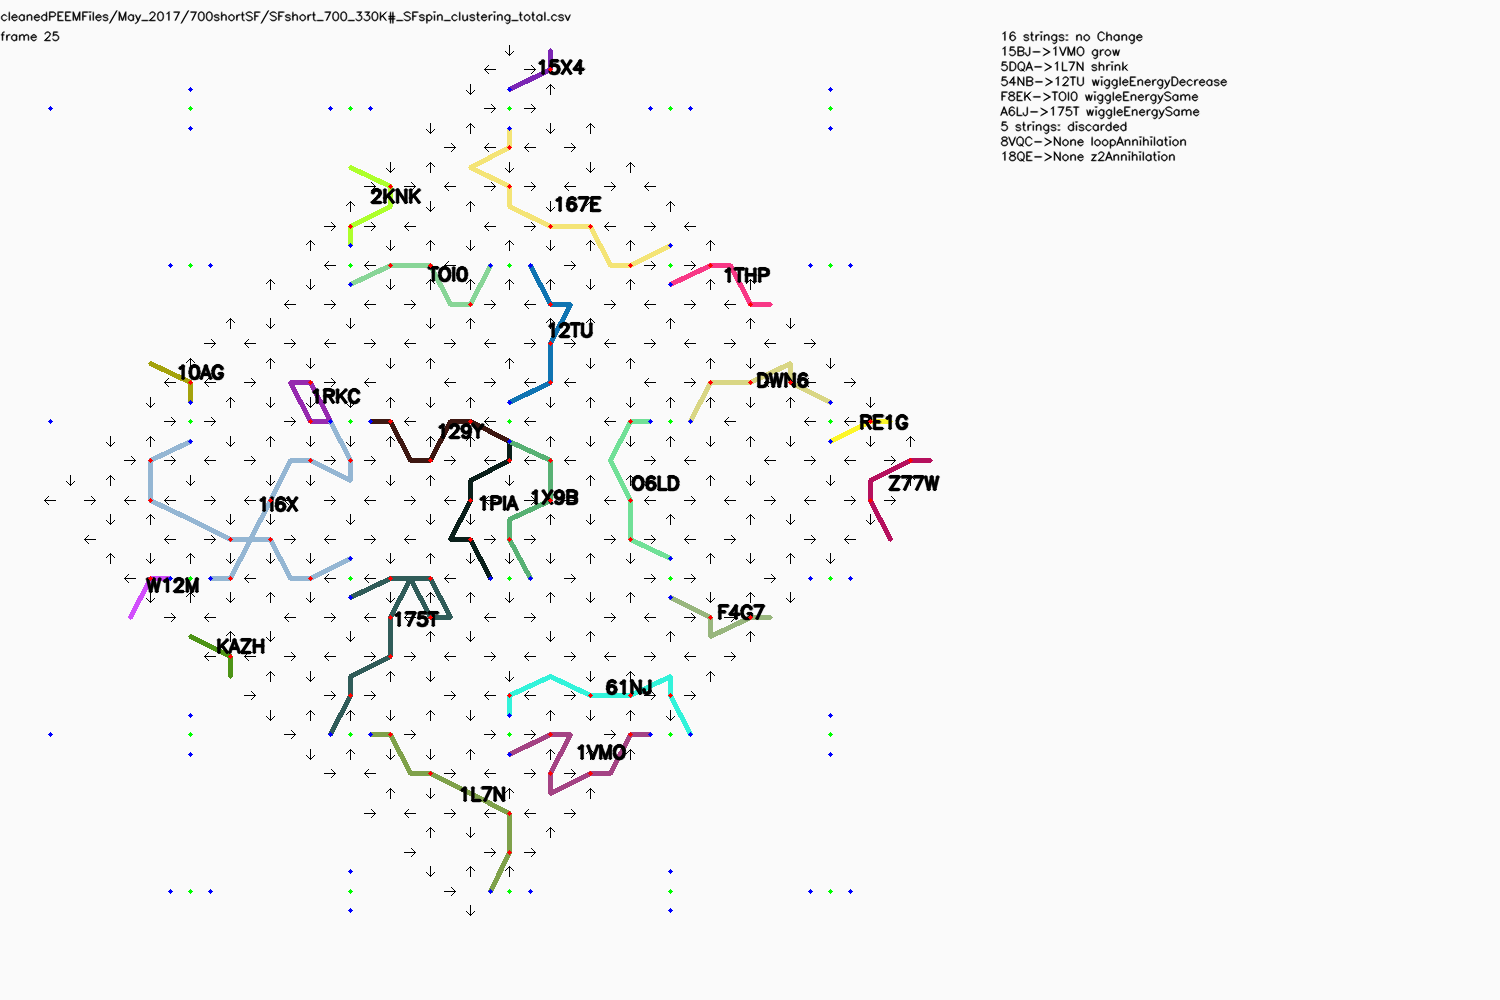 cleanedPEEMFiles/May_2017/700shortSF/SFshort_700_330K#_SFspin_clustering_total.csv
frame 25
16 strings: no Change
15BJ->1VMO grow
5DQA->1L7N shrink
54NB->12TU wiggleEnergyDecrease
F8EK->TOI0 wiggleEnergySame
A6LJ->175T wiggleEnergySame
5 strings: discarded
8VQC->None loopAnnihilation
18QE->None z2Annihilation
15X4
2KNK
167E
TOI0
1THP
12TU
10AG
DWN6
1RKC
RE1G
129Y
O6LD
Z77W
1I6X
1PIA
1X9B
W12M
F4G7
175T
KAZH
61NJ
1VMO
1L7N